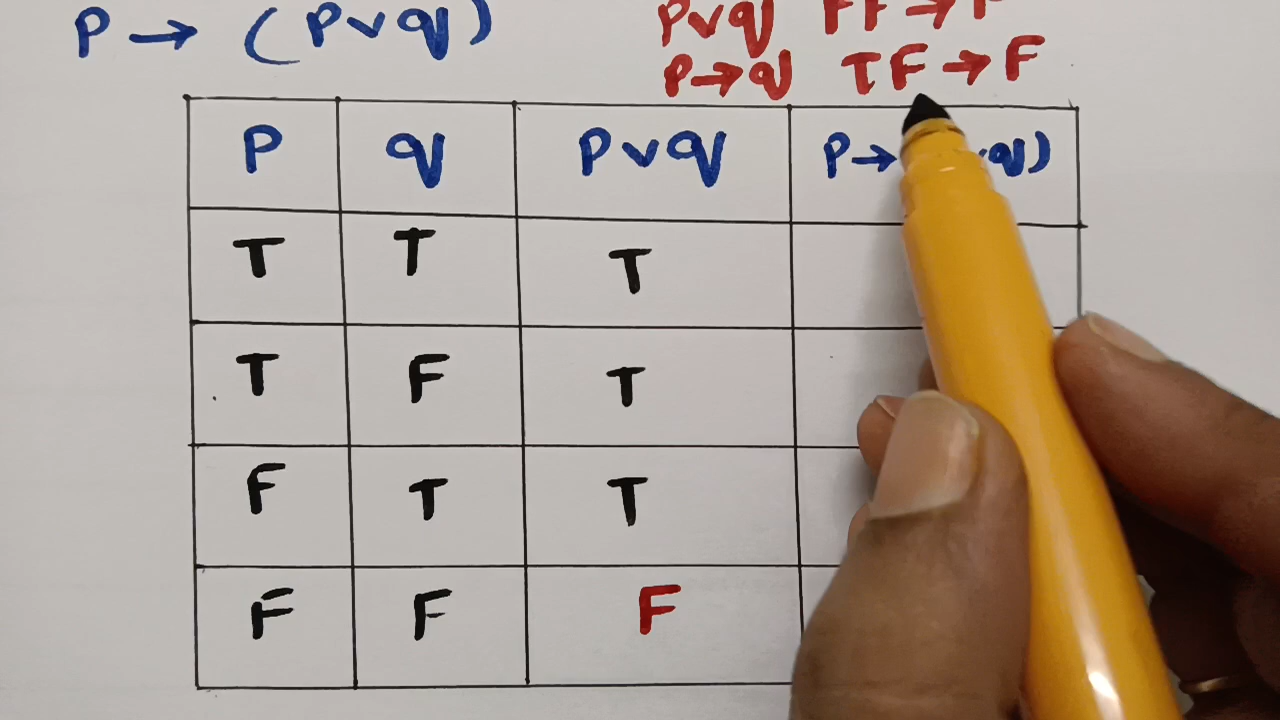 P → (P v q)
P v q FF → F
P → q TF → F
P q P v q P → q)
T T T
T F T
F T T
F F F